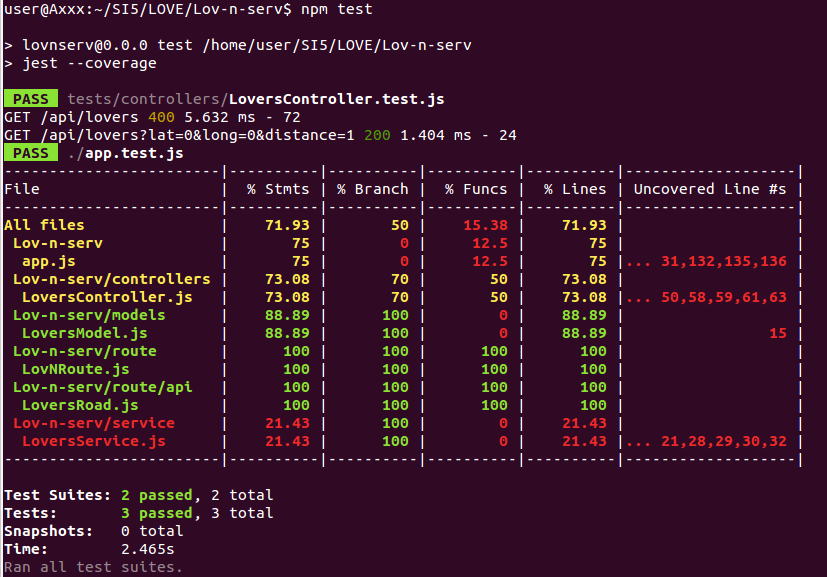 user@Axxx:~/SI5/LOVE/Lov-n-serv$ npm test

> lovnserv@0.0.0 test /home/user/SI5/LOVE/Lov-n-serv
> jest --coverage

PASS tests/controllers/LoversController.test.js
GET /api/lovers 400 5.632 ms - 72
GET /api/lovers?lat=0&long=0&distance=1 200 1.404 ms - 24
PASS ./app.test.js
------------------------|----------|----------|----------|----------|-------------------|
File                    |  % Stmts | % Branch |  % Funcs |  % Lines | Uncovered Line #s |
------------------------|----------|----------|----------|----------|-------------------|
All files               |    71.93 |       50 |    15.38 |    71.93 |                   |
 Lov-n-serv             |       75 |        0 |     12.5 |       75 |                   |
  app.js                |       75 |        0 |     12.5 |       75 |... 31,132,135,136 |
 Lov-n-serv/controllers |    73.08 |       70 |       50 |    73.08 |                   |
  LoversController.js   |    73.08 |       70 |       50 |    73.08 |... 50,58,59,61,63 |
 Lov-n-serv/models      |    88.89 |      100 |        0 |    88.89 |                   |
  LoversModel.js        |    88.89 |      100 |        0 |    88.89 |                15 |
 Lov-n-serv/route       |      100 |      100 |      100 |      100 |                   |
  LovNRoute.js          |      100 |      100 |      100 |      100 |                   |
 Lov-n-serv/route/api   |      100 |      100 |      100 |      100 |                   |
  LoversRoad.js         |      100 |      100 |      100 |      100 |                   |
 Lov-n-serv/service     |    21.43 |      100 |        0 |    21.43 |                   |
  LoversService.js      |    21.43 |      100 |        0 |    21.43 |... 21,28,29,30,32 |
------------------------|----------|----------|----------|----------|-------------------|

Test Suites: 2 passed, 2 total
Tests:       3 passed, 3 total
Snapshots:   0 total
Time:        2.465s
Ran all test suites.